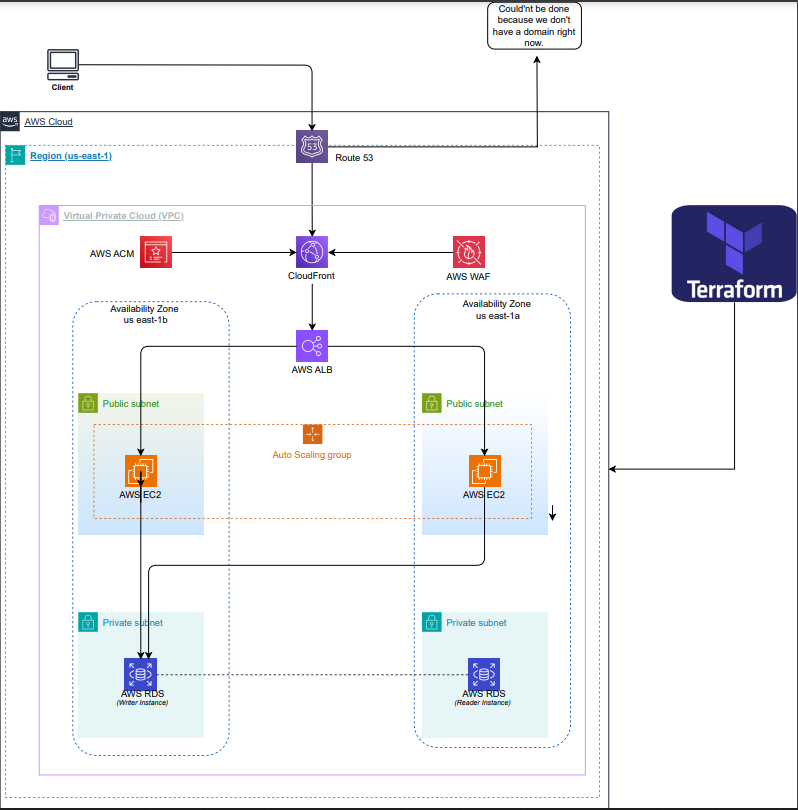 Could'nt be done
because we don't
have a domain right
now.
Client
aws
AWS Cloud
Region (us-east-1)
53
Route 53
Virtual Private Cloud (VPC)
AWS ACM
CloudFront
AWS WAF
Terraform
Availability Zone
us east-1b
Availability Zone
us east-1a
AWS ALB
Public subnet
Public subnet
Auto Scaling group
AWS EC2
AWS EC2
Private subnet
Private subnet
AWS RDS
(Writer Instance)
AWS RDS
(Reader Instance)